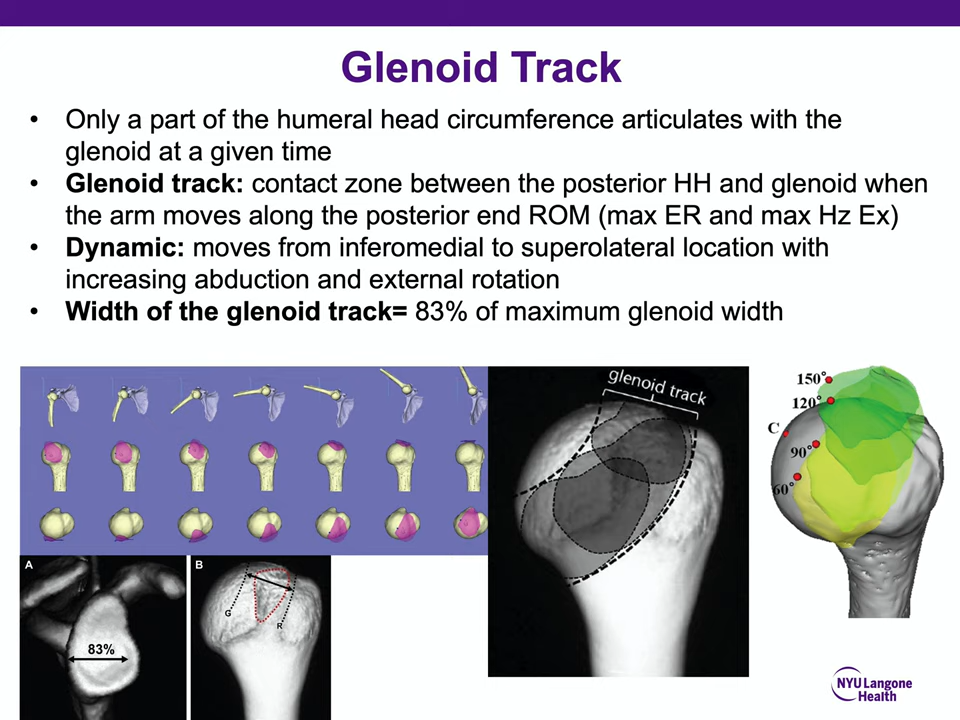 Glenoid Track
• Only a part of the humeral head circumference articulates with the
glenoid at a given time
• Glenoid track: contact zone between the posterior HH and glenoid when
the arm moves along the posterior end ROM (max ER and max Hz Ex)
• Dynamic: moves from inferomedial to superolateral location with
increasing abduction and external rotation
• Width of the glenoid track= 83% of maximum glenoid width
glenoid track
150°
120°
C
90°
60°
A
83%
B
G
R
NYU Langone
Health